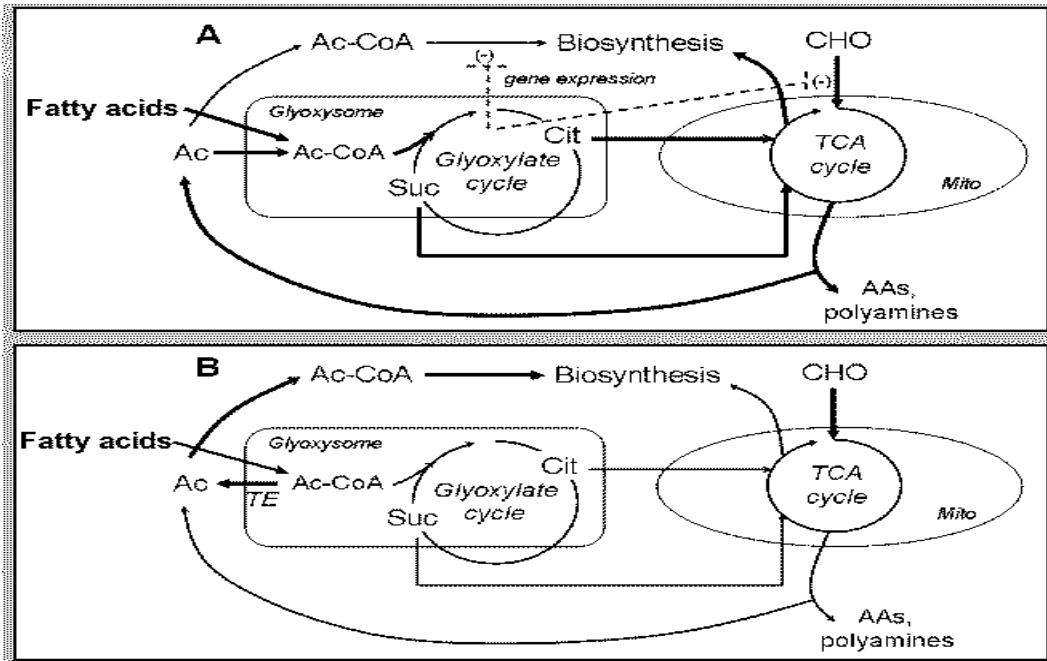 A
Ac-CoA
Biosynthesis
CHO
(-)
gene expression
(-)
Fatty acids
Glyoxysome
Ac
Ac-CoA
Cit
Glyoxylate
cycle
Suc
TCA
cycle
Mito
AAs,
polyamines
B
Ac-CoA
Biosynthesis
CHO
Fatty acids
Glyoxysome
Ac
TE
Ac-CoA
Cit
Glyoxylate
cycle
Suc
TCA
cycle
Mito
AAs,
polyamines